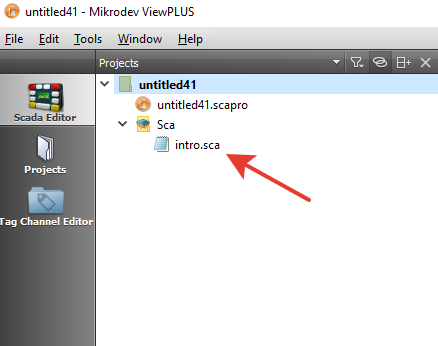 untitled41 - Mikrodev ViewPLUS
File Edit Tools Window Help
Projects
untitled41
Scada Editor
untitled41.scapro
Sca
intro.sca
Projects
Tag Channel Editor